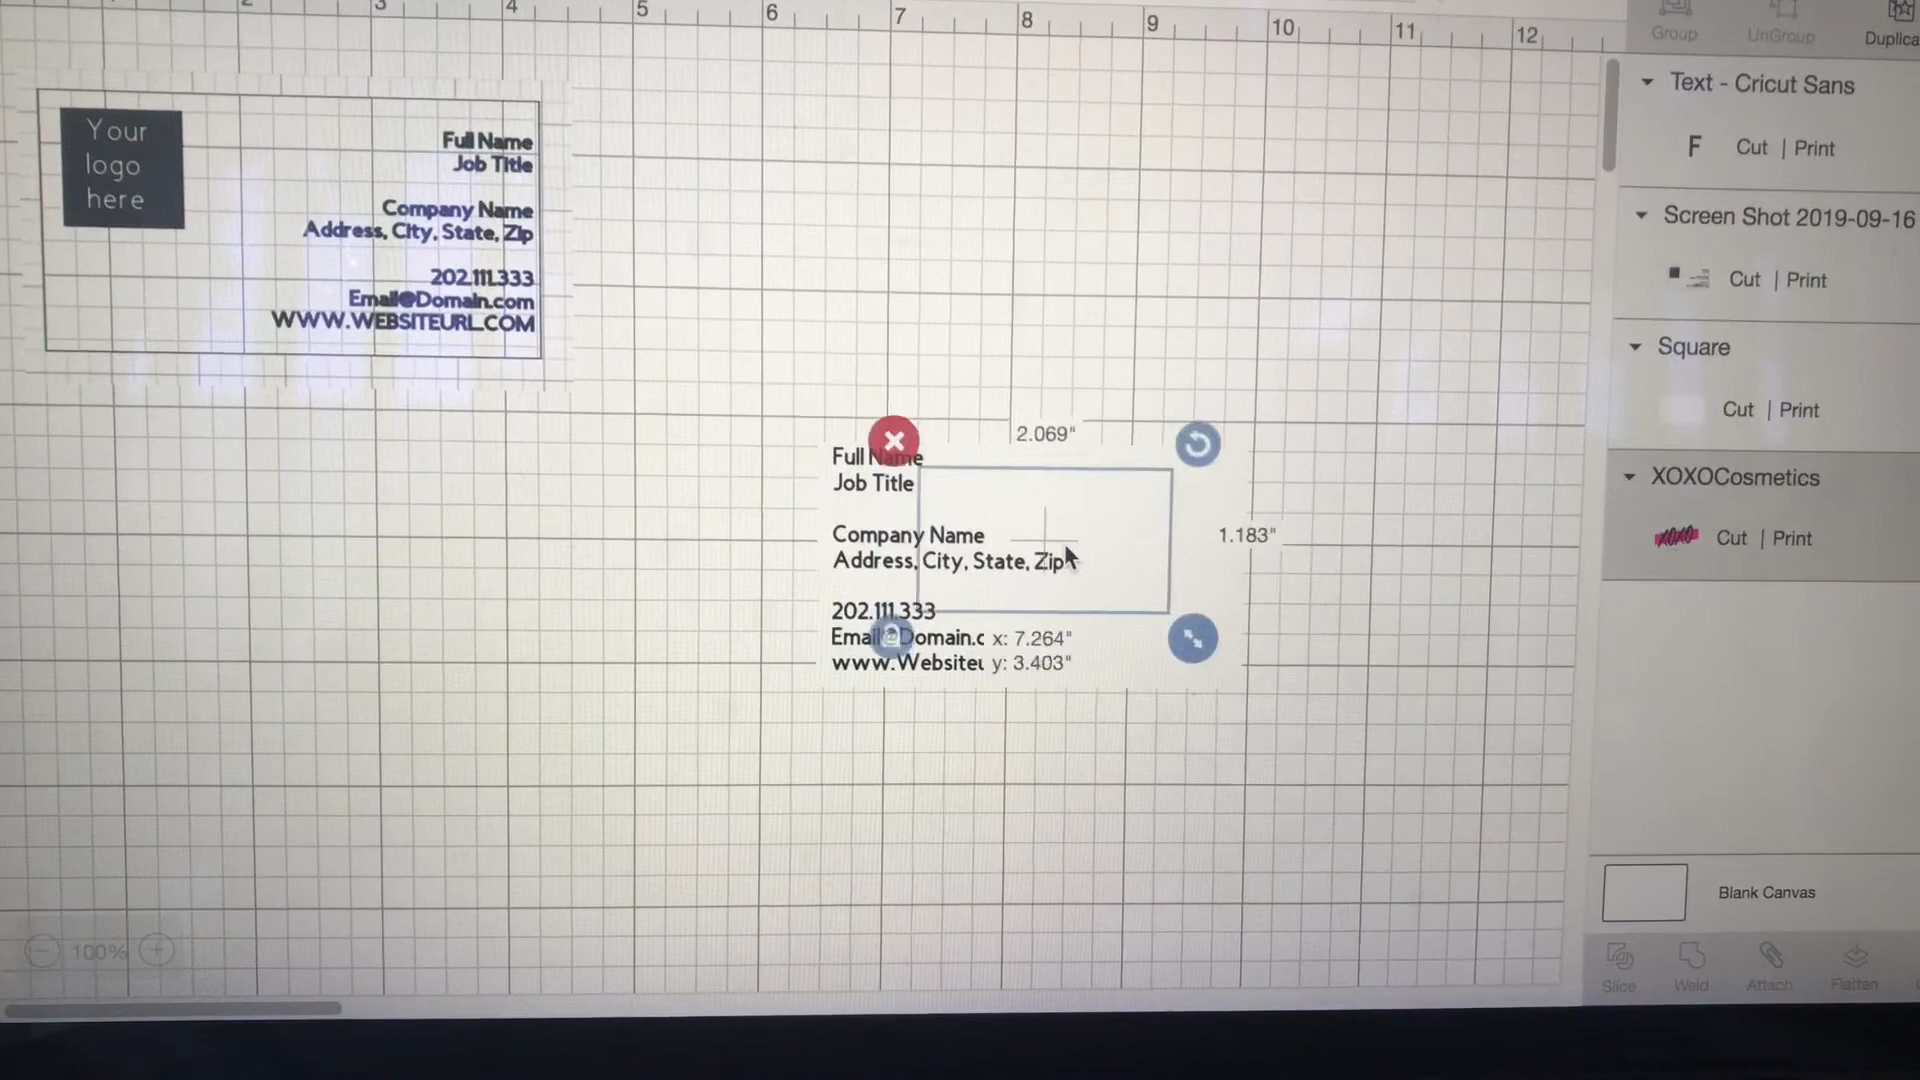 2
3
4
5
6
7
8
9
10
11
12
Group
UnGroup
Duplica
Your
logo
here
Full Name
Job Title
Company Name
Address, City, State, Zip
202.111.333
Email@Domain.com
WWW.WEBSITEURL.COM
Full Name
Job Title
Company Name
Address, City, State, Zip
202.111.333
Email@Domain.c
www.Website
2.069"
1.183"
x: 7.264"
y: 3.403"
100%
Text - Cricut Sans
F Cut | Print
Screen Shot 2019-09-16
Cut | Print
Square
Cut | Print
XOXOCosmetics
XOXO Cut | Print
Blank Canvas
Slice
Weld
Attach
Flatten